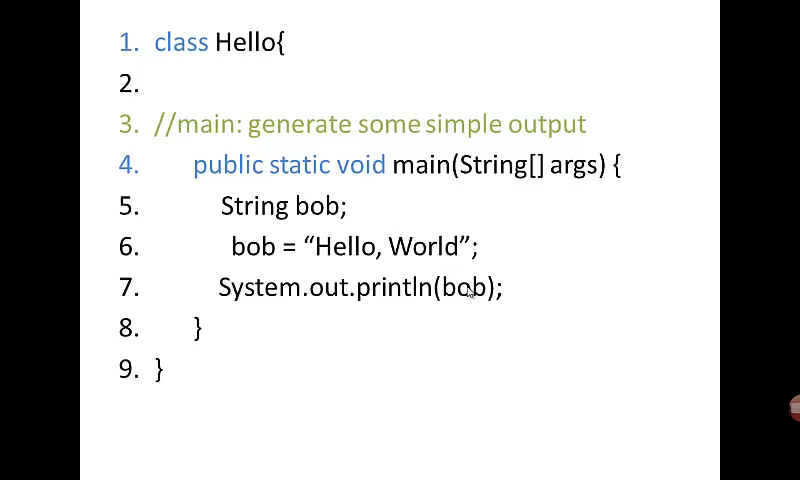 1. class Hello{
2.
3. //main: generate some simple output
4. public static void main(String[] args) {
5. String bob;
6. bob = “Hello, World”;
7. System.out.println(bob);
8. }
9. }